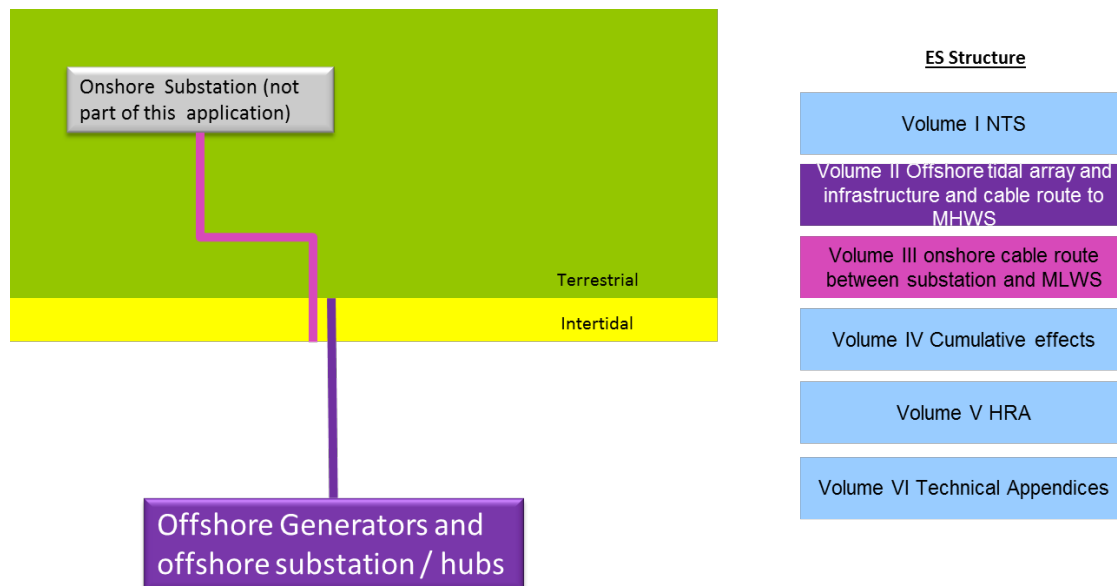 Onshore Substation (not
part of this application)
Terrestrial
Intertidal
Offshore Generators and
offshore substation / hubs
ES Structure
Volume I NTS
Volume II Offshore tidal array and
infrastructure and cable route to
MHWS
Volume III onshore cable route
between substation and MLWS
Volume IV Cumulative effects
Volume V HRA
Volume VI Technical Appendices